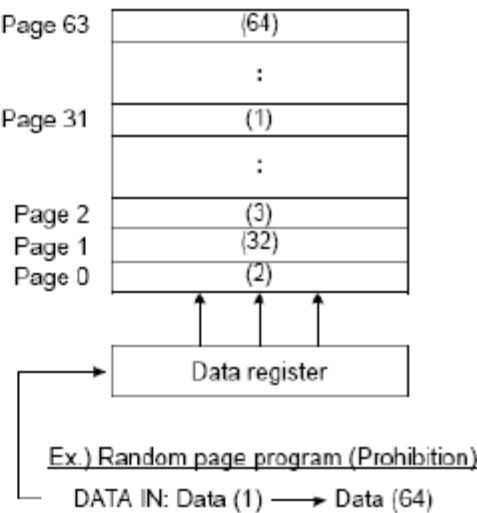 Page 63 (64)
:
Page 31 (1)
:
Page 2 (3)
Page 1 (32)
Page 0 (2)
Data register
Ex.) Random page program (Prohibition)
DATA IN: Data (1) → Data (64)